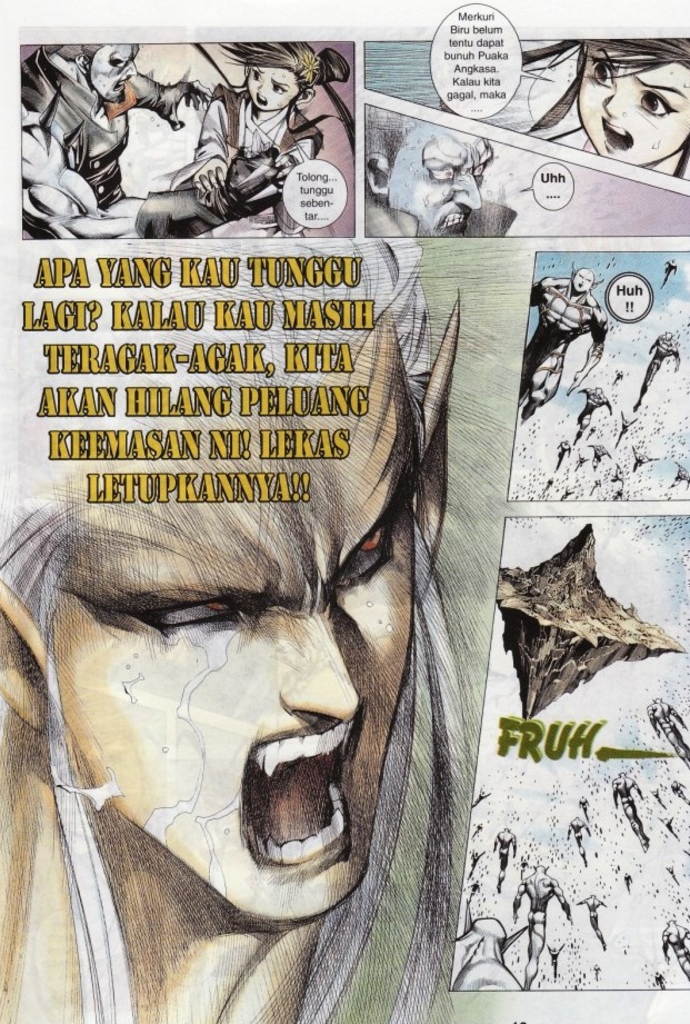 Merkuri
Biru belum
tentu dapat
bunuh Puaka
Angkasa.
Kalau kita
gagal, maka
....
Tolong...
tunggu
seben-
tar....
Uhh
....
APA YANG KAU TUNGGU
LAGI? KALAU KAU MASIH
TERAGAK-AGAK, KITA
AKAN HILANG PELUANG
KEEMASAN NI! LEKAS
LETUPKANNYA!!
Huh
!!
FRUH